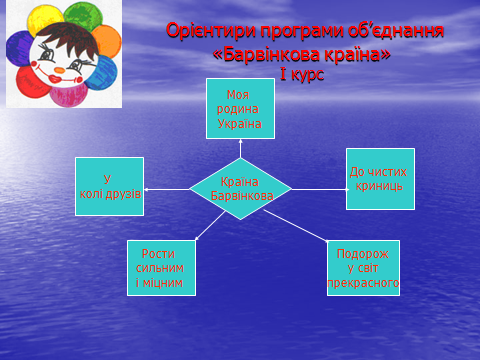 Орієнтири програми об’єднання
«Барвінкова країна»
І курс
Моя
родина
Україна
У
колі друзів
Країна
Барвінкова
До чистих
криниць
Рости
сильним
і міцним
Подорож
у світ
прекрасного